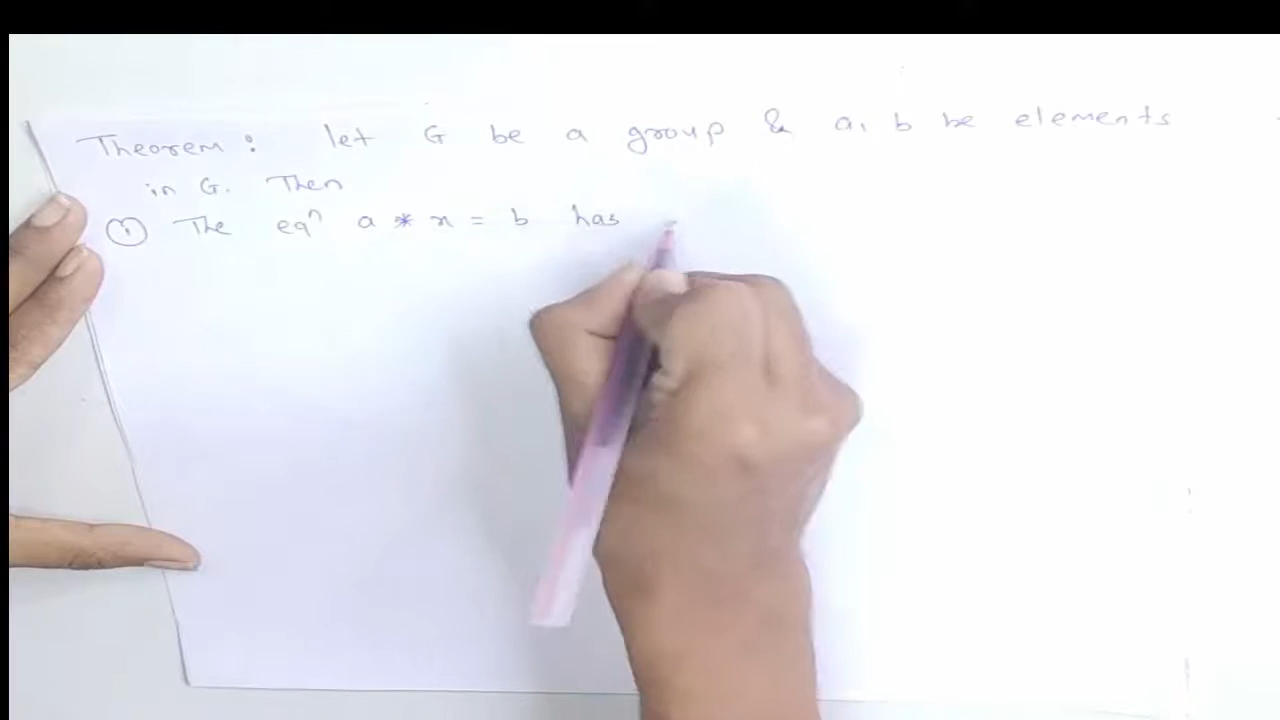 Theorem : let G be a group & a, b be elements
in G. Then
① The eqⁿ a * x = b has